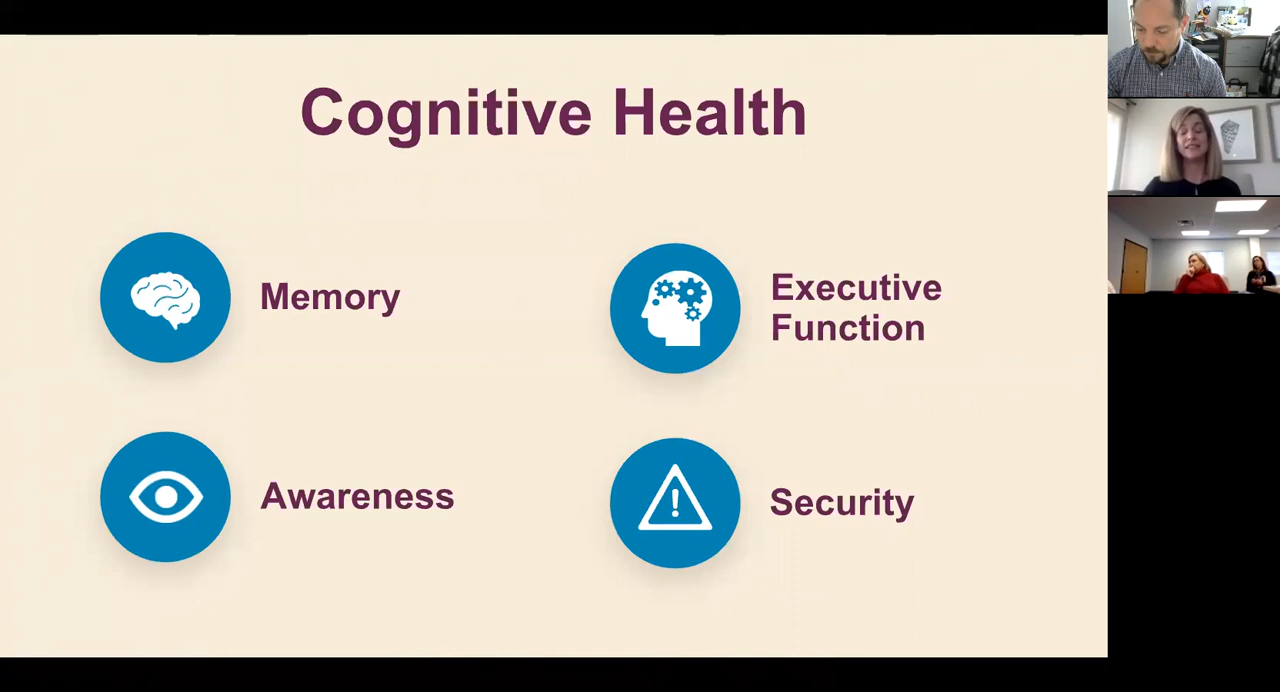 Cognitive Health
Memory
Executive
Function
Awareness
Security